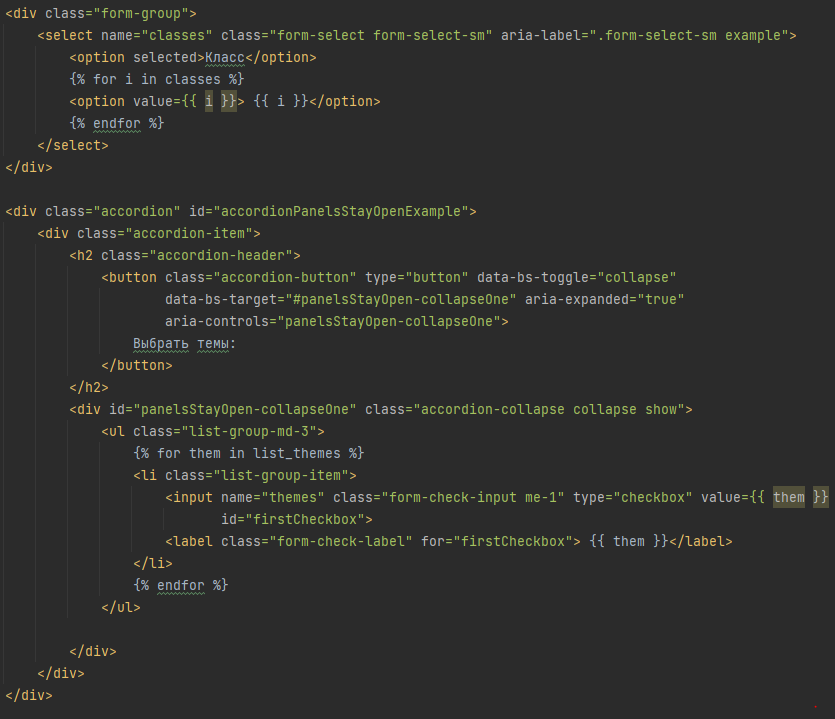 <div class="form-group">
    <select name="classes" class="form-select form-select-sm" aria-label=".form-select-sm example">
        <option selected>Класс</option>
        {% for i in classes %}
        <option value={{ i }}> {{ i }}</option>
        {% endfor %}
    </select>
</div>

<div class="accordion" id="accordionPanelsStayOpenExample">
    <div class="accordion-item">
        <h2 class="accordion-header">
            <button class="accordion-button" type="button" data-bs-toggle="collapse"
                    data-bs-target="#panelsStayOpen-collapseOne" aria-expanded="true"
                    aria-controls="panelsStayOpen-collapseOne">
                Выбрать темы:
            </button>
        </h2>
        <div id="panelsStayOpen-collapseOne" class="accordion-collapse collapse show">
            <ul class="list-group-md-3">
                {% for them in list_themes %}
                <li class="list-group-item">
                    <input name="themes" class="form-check-input me-1" type="checkbox" value={{ them }}
                           id="firstCheckbox">
                    <label class="form-check-label" for="firstCheckbox"> {{ them }}</label>
                </li>
                {% endfor %}
            </ul>

        </div>
    </div>
</div>